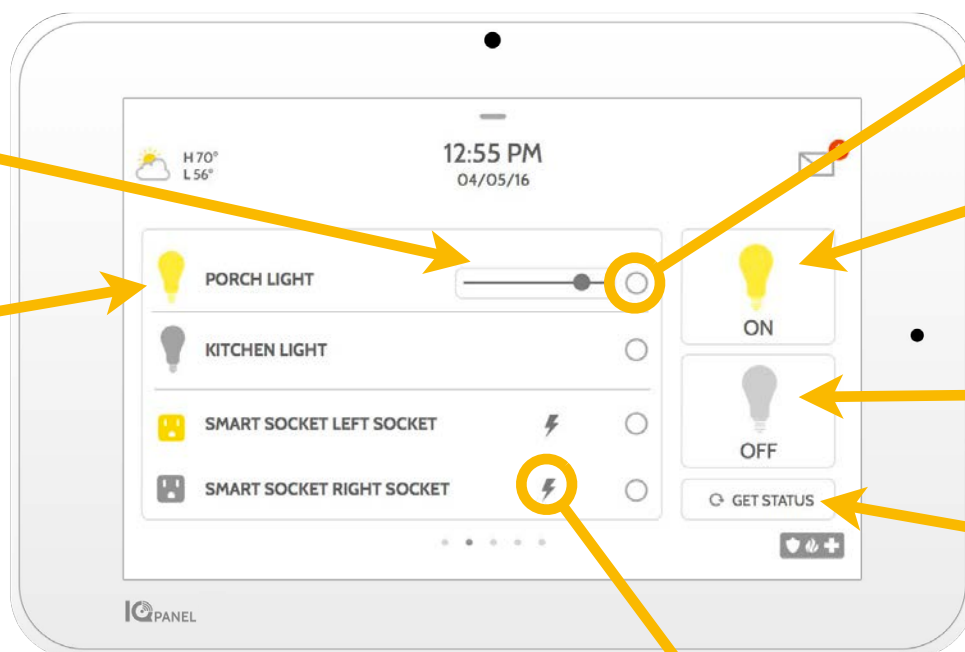 H 70°
L 56°
12:55 PM
04/05/16
PORCH LIGHT
KITCHEN LIGHT
SMART SOCKET LEFT SOCKET
SMART SOCKET RIGHT SOCKET
ON
OFF
GET STATUS
IQ PANEL